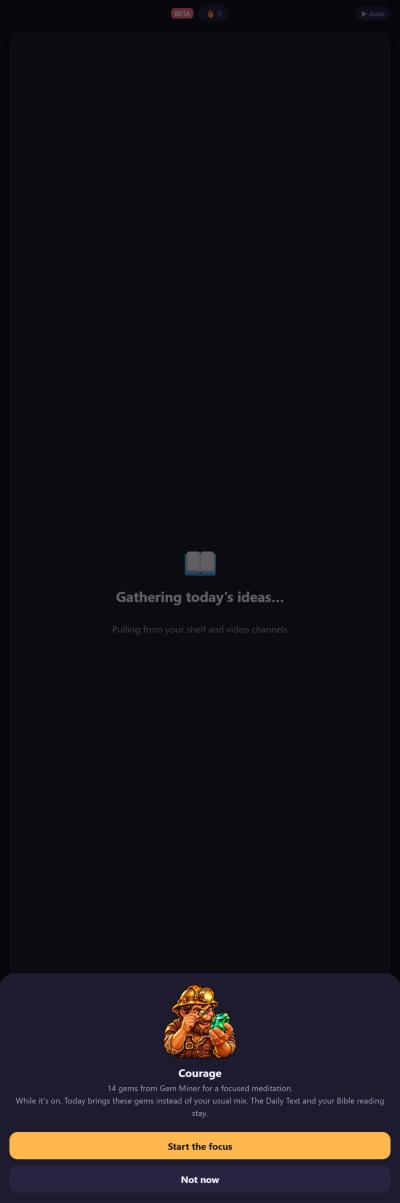 BETA
0
Auto
Gathering today's ideas...
Pulling from your shelf and video channels
Courage
14 gems from Gem Miner for a focused meditation.
While it's on, Today brings these gems instead of your usual mix. The Daily Text and your Bible reading
stay.
Start the focus
Not now